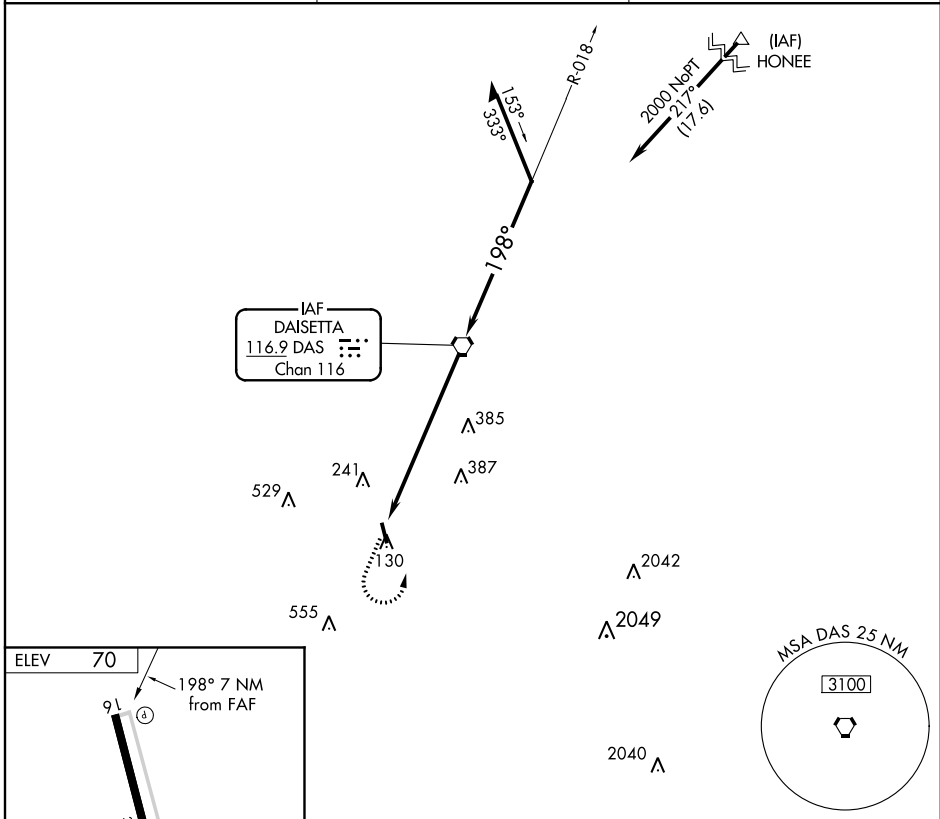 (IAF)
HONEE
2000 NoPT
217°
(17.6)
R-018
153°
333°
198°
IAF
DAISETTA
116.9 DAS
Chan 116
385
387
241
529
130
555
2042
2049
2040
MSA DAS 25 NM
3100
ELEV 70
198° 7 NM
from FAF
16
P